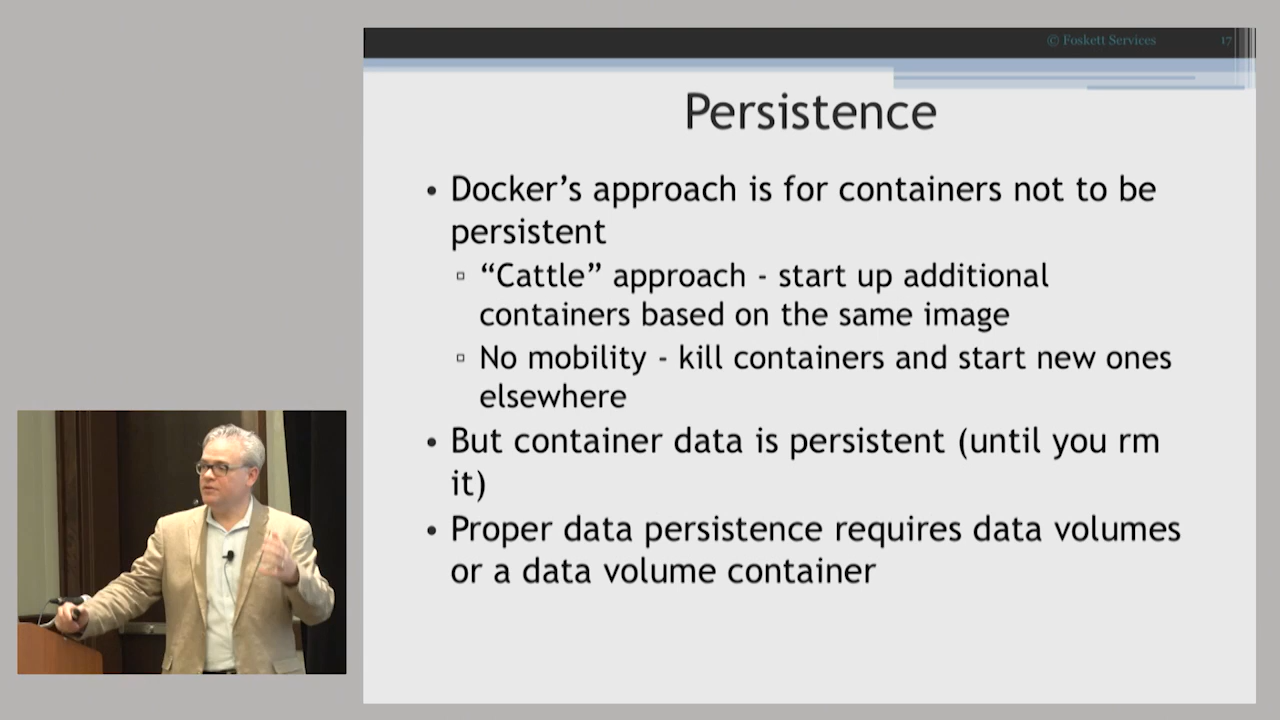 © Foskett Services 17
Persistence
• Docker’s approach is for containers not to be
persistent
▫ “Cattle” approach - start up additional
containers based on the same image
▫ No mobility - kill containers and start new ones
elsewhere
• But container data is persistent (until you rm
it)
• Proper data persistence requires data volumes
or a data volume container